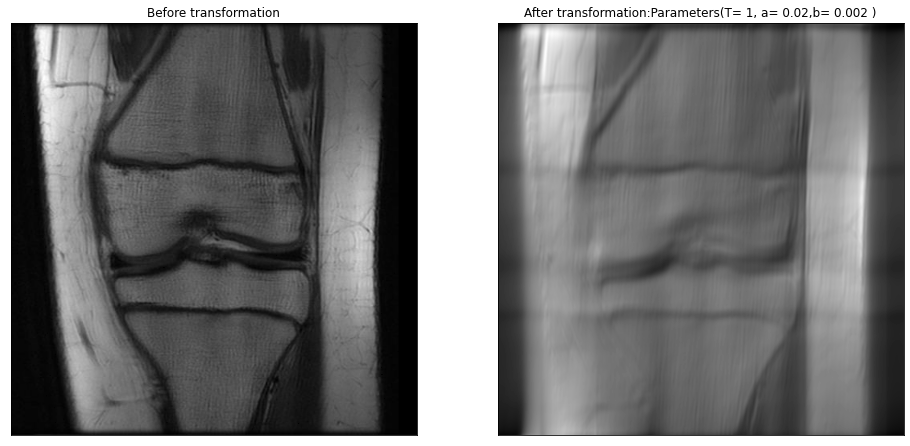 Before transformation
After transformation:Parameters(T= 1, a= 0.02,b= 0.002 )